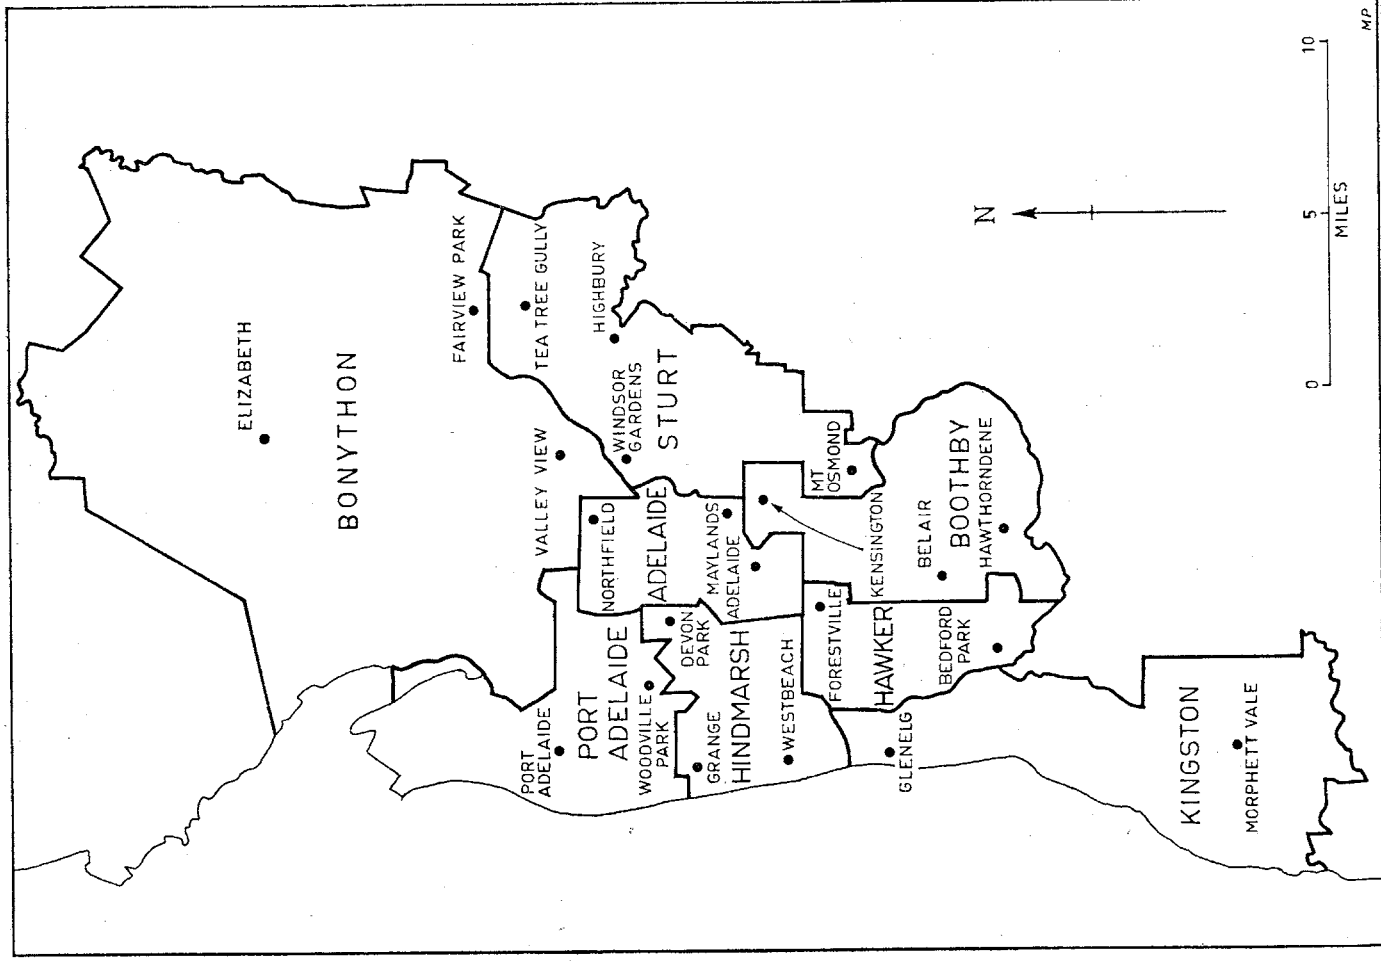 ELIZABETH
BONYTHON
FAIRVIEW PARK
VALLEY VIEW
TEA TREE GULLY
HIGHBURY
WINDSOR
GARDENS
STURT
PORT
ADELAIDE
PORT
ADELAIDE
NORTHFIELD
ADELAIDE
WOODVILLE
PARK
DEVON
PARK
MAYLANDS
ADELAIDE
GRANGE
HINDMARSH
WESTBEACH
MT
OSMOND
FORESTVILLE
KENSINGTON
HAWKER
GLENELG
BELAIR
BOOTHBY
HAWTHORNDENE
BEDFORD
PARK
KINGSTON
MORPHETT VALE
N
0 5 10
MILES
MP